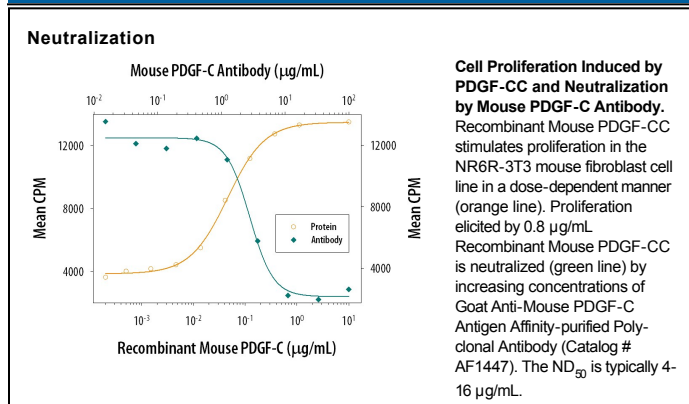 Neutralization
Mouse PDGF-C Antibody (μg/mL)
10-2 10-1 100 101 102
12000 12000
8000 8000
4000 4000
Mean CPM
Mean CPM
Protein
Antibody
10-3 10-2 10-1 100 101
Recombinant Mouse PDGF-C (μg/mL)
Cell Proliferation Induced by
PDGF-CC and Neutralization
by Mouse PDGF-C Antibody.
Recombinant Mouse PDGF-CC
stimulates proliferation in the
NR6R-3T3 mouse fibroblast cell
line in a dose-dependent manner
(orange line). Proliferation
elicited by 0.8 μg/mL
Recombinant Mouse PDGF-CC
is neutralized (green line) by
increasing concentrations of
Goat Anti-Mouse PDGF-C
Antigen Affinity-purified Poly-
clonal Antibody (Catalog #
AF1447). The ND50 is typically 4-
16 μg/mL.